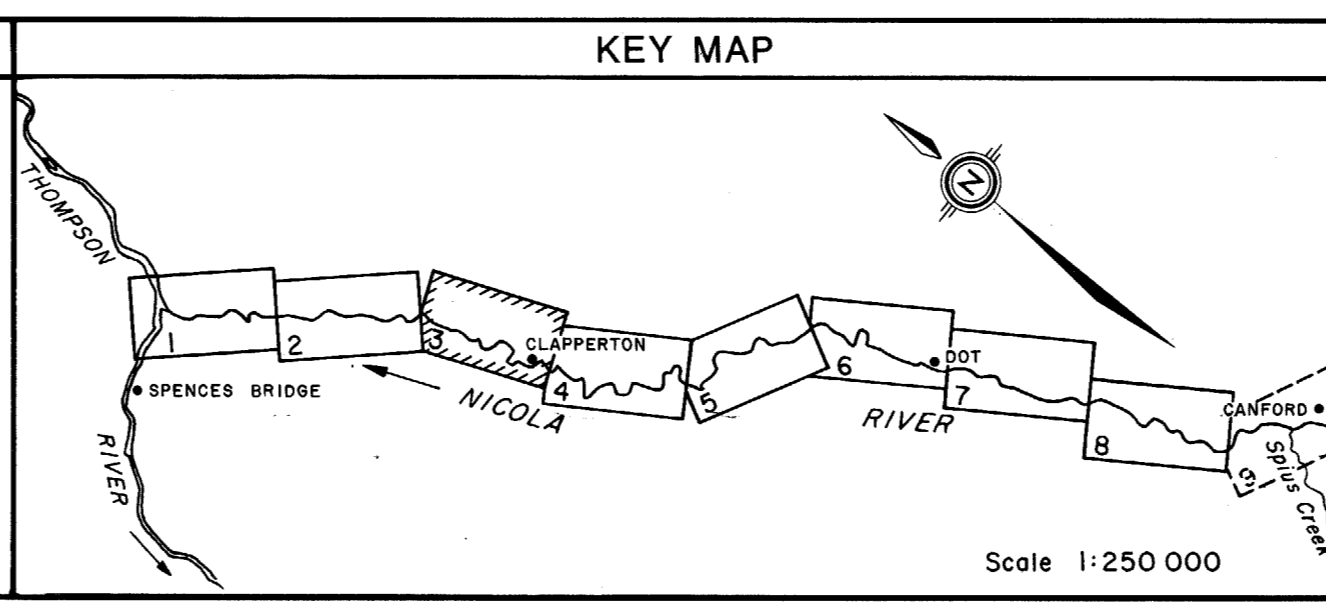 KEY MAP
N
THOMPSON
RIVER
1
2
3
CLAPPERTON
4
5
6
DOT
7
8
SPENCES BRIDGE
NICOLA
RIVER
CANFORD
Spius Creek
Scale 1:250 000